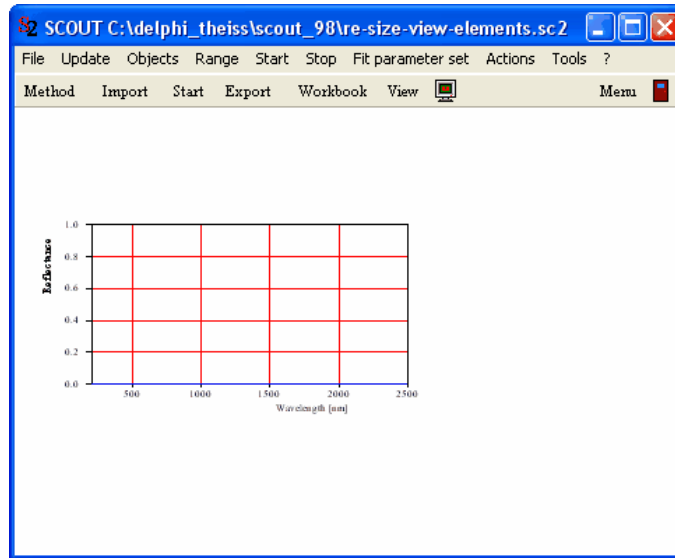 S2 SCOUT C:\delphi_theiss\scout_98\re-size-view-elements.sc2
File Update Objects Range Start Stop Fit parameter set Actions Tools ?
Method Import Start Export Workbook View Menu
1.0
0.8
0.6
0.4
0.2
0.0
Reflectance
500 1000 1500 2000 2500
Wavelength [nm]